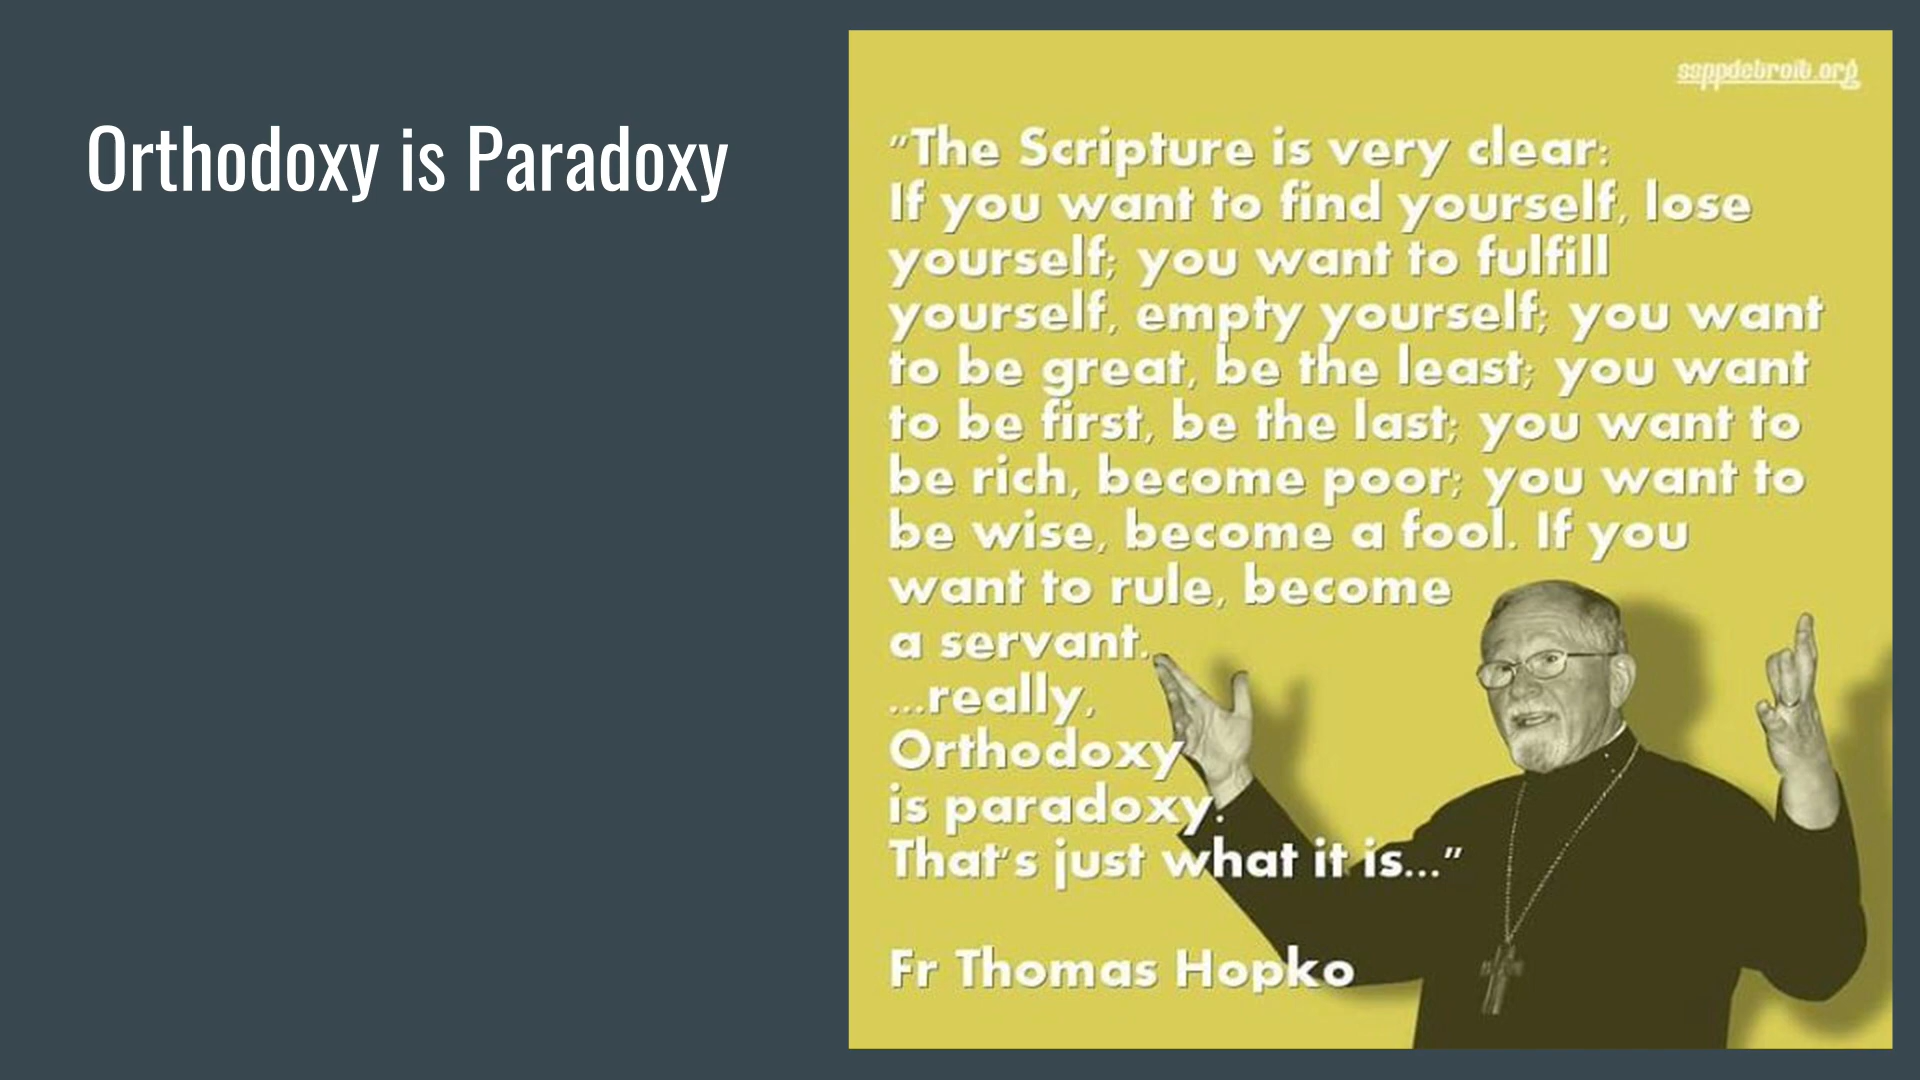 Orthodoxy is Paradoxy
ssppdetroit.org
"The Scripture is very clear:
If you want to find yourself, lose
yourself; you want to fulfill
yourself, empty yourself; you want
to be great, be the least; you want
to be first, be the last; you want to
be rich, become poor; you want to
be wise, become a fool. If you
want to rule, become
a servant.
...really,
Orthodoxy
is paradoxy.
That's just what it is..."
Fr Thomas Hopko